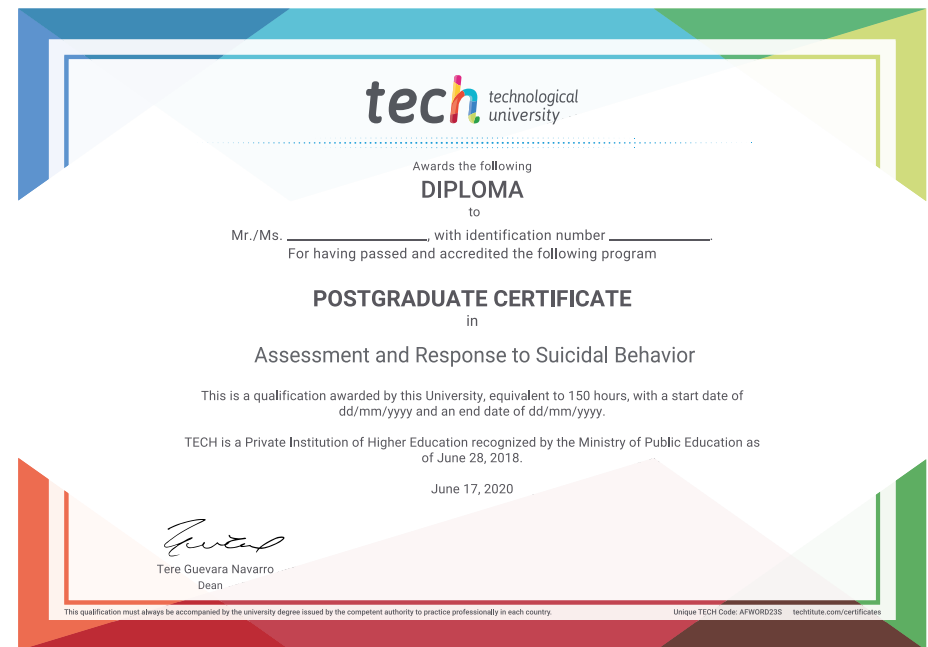 tech technological
university
Awards the following
DIPLOMA
to
Mr./Ms. ____________________, with identification number ______________.
For having passed and accredited the following program
POSTGRADUATE CERTIFICATE
in
Assessment and Response to Suicidal Behavior
This is a qualification awarded by this University, equivalent to 150 hours, with a start date of
dd/mm/yyyy and an end date of dd/mm/yyyy.
TECH is a Private Institution of Higher Education recognized by the Ministry of Public Education as
of June 28, 2018.
June 17, 2020
Tere Guevara Navarro
Dean
This qualification must always be accompanied by the university degree issued by the competent authority to practice professionally in each country. Unique TECH Code: AFWORD23S techtitute.com/certificates